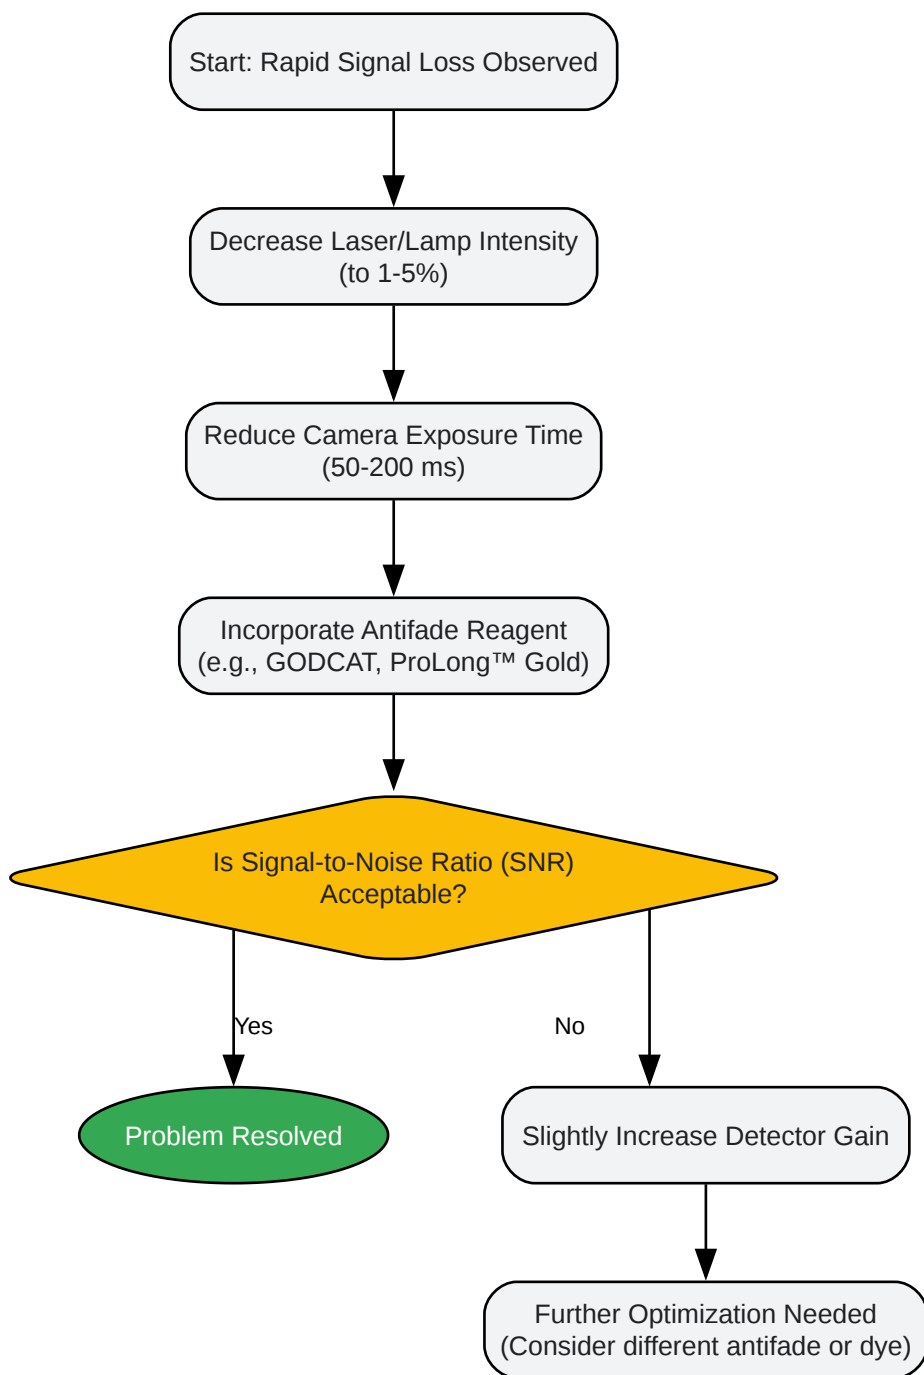 Start: Rapid Signal Loss Observed
Decrease Laser/Lamp Intensity
(to 1-5%)
Reduce Camera Exposure Time
(50-200 ms)
Incorporate Antifade Reagent
(e.g., GODCAT, ProLong™ Gold)
Is Signal-to-Noise Ratio (SNR)
Acceptable?
Yes
No
Problem Resolved
Slightly Increase Detector Gain
Further Optimization Needed
(Consider different antifade or dye)